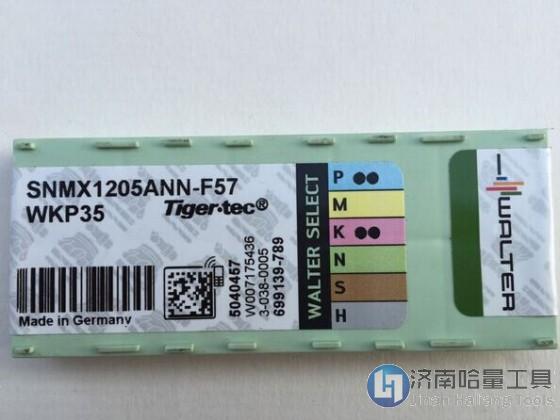 SNMX1205ANN-F57
WKP35
Tiger·tec®
Made in Germany
5040457
W007175436
3-038-0005
699139-789
WALTER SELECT
P
M
K
N
S
H
WALTER
济南哈量工具
Jinan Haliang Tools